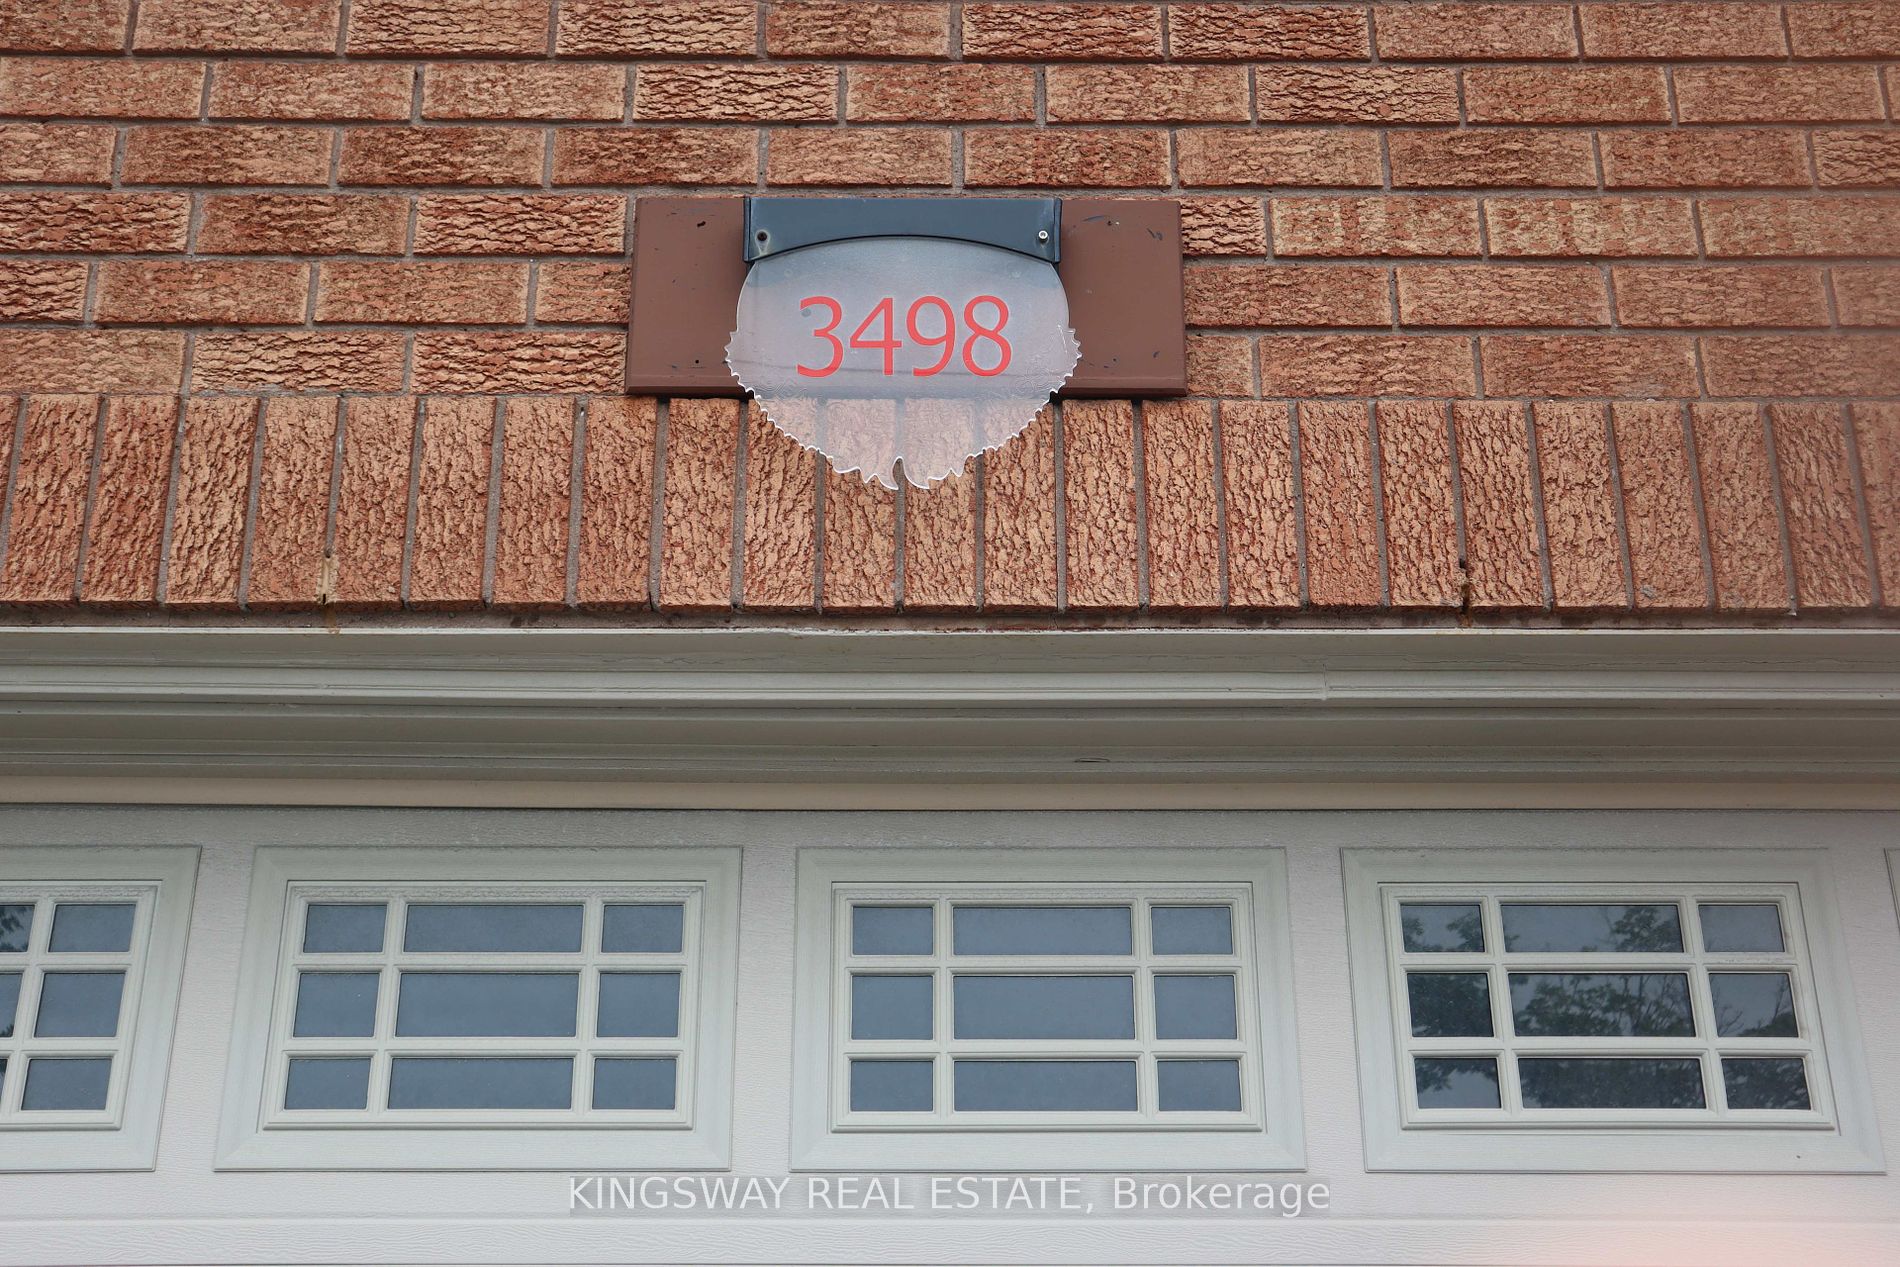 3498
KINGSWAY REAL ESTATE, Brokerage